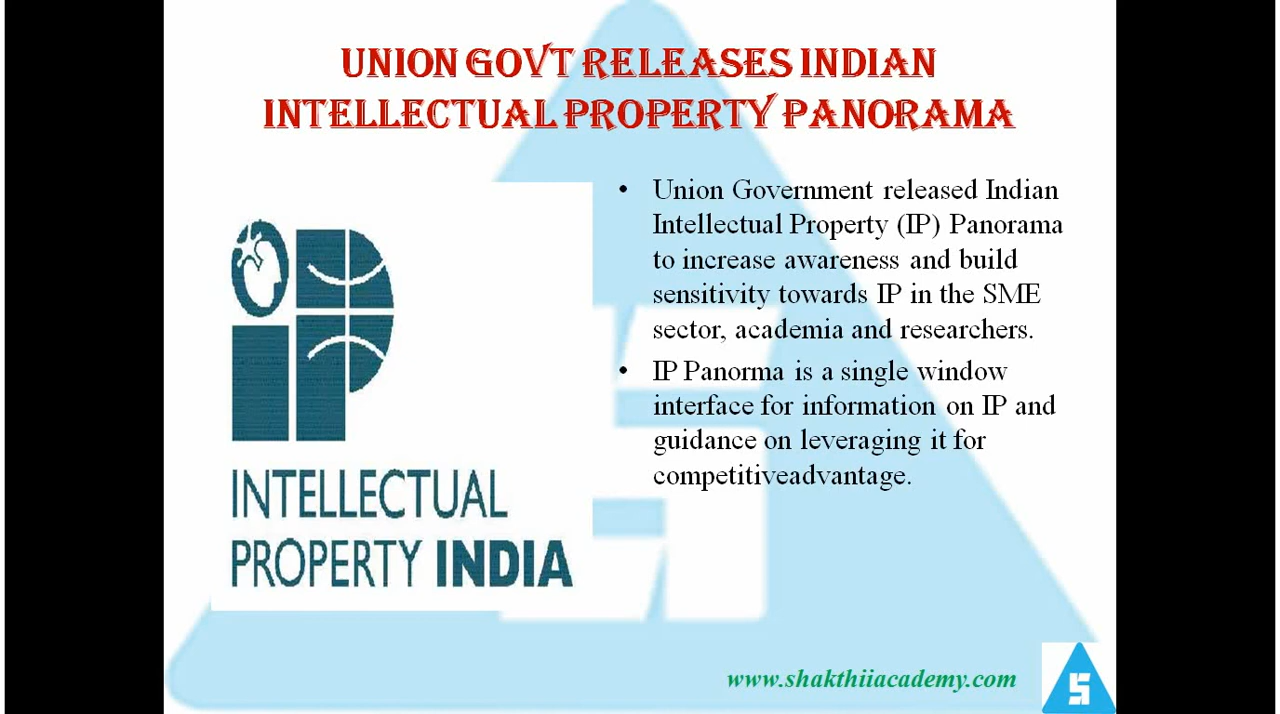 UNION GOVT RELEASES INDIAN
INTELLECTUAL PROPERTY PANORAMA
iP
INTELLECTUAL
PROPERTY INDIA
• Union Government released Indian
Intellectual Property (IP) Panorama
to increase awareness and build
sensitivity towards IP in the SME
sector, academia and researchers.
• IP Panorma is a single window
interface for information on IP and
guidance on leveraging it for
competitiveadvantage.
www.shakthiiacademy.com
S